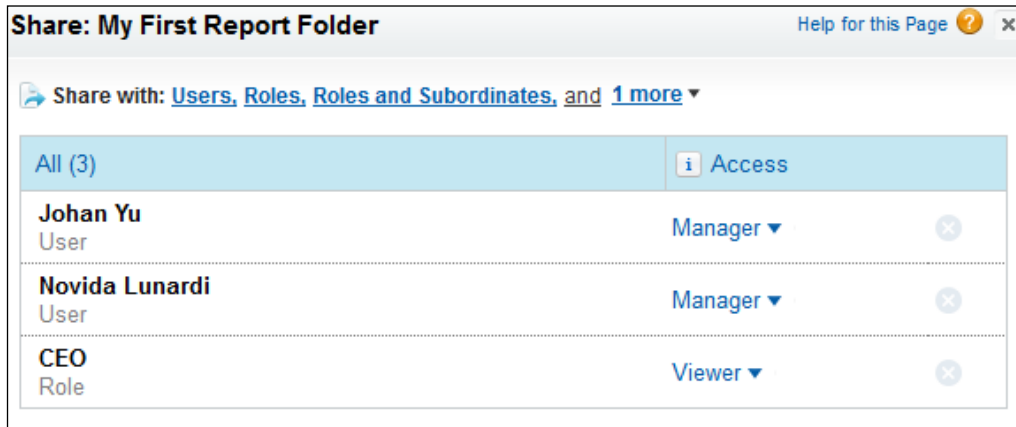 Share: My First Report Folder Help for this Page ? x
Share with: Users, Roles, Roles and Subordinates, and 1 more
All (3) i Access
Johan Yu
User Manager
Novida Lunardi
User Manager
CEO
Role Viewer